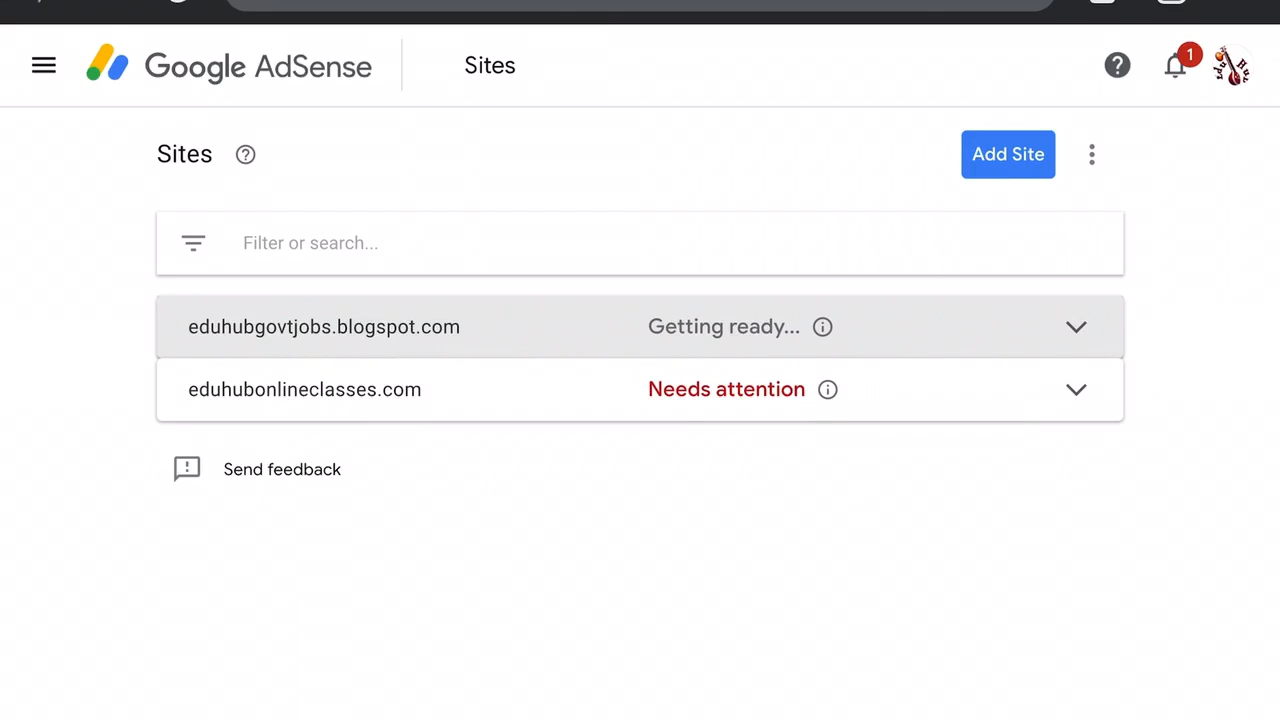 Google AdSense
Sites
1
Sites
Add Site
Filter or search...
eduhubgovtjobs.blogspot.com Getting ready...
eduhubonlineclasses.com Needs attention
Send feedback